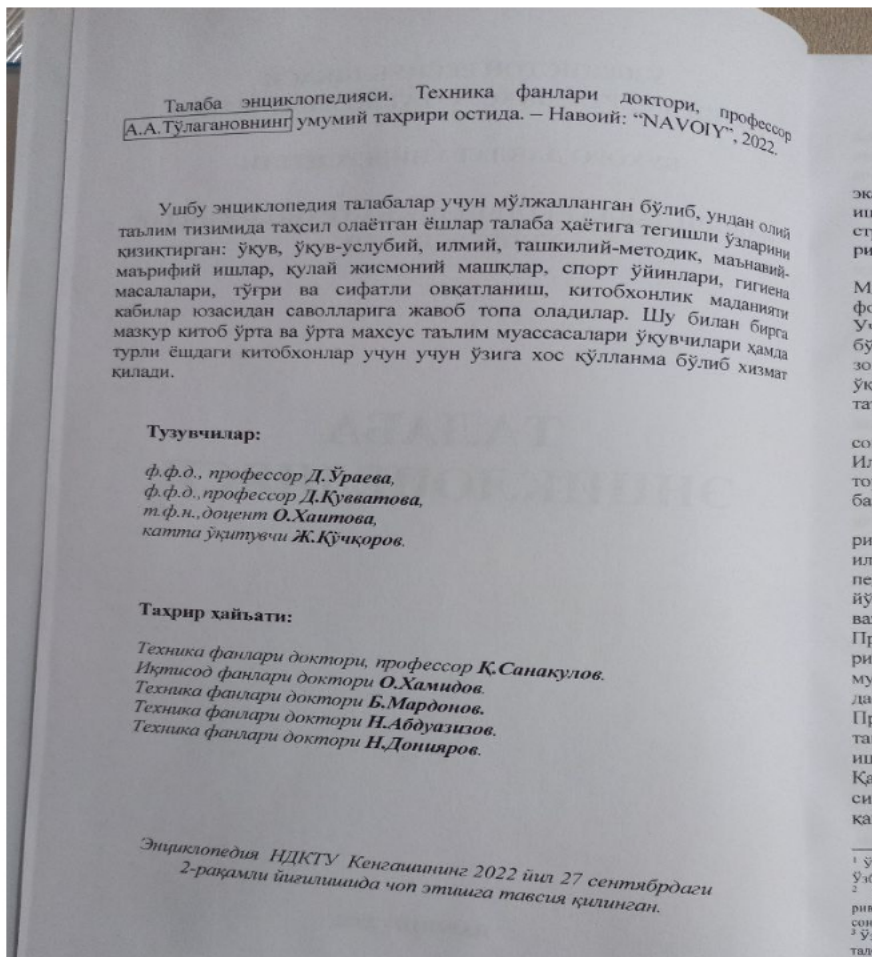 Талаба энциклопедияси. Техника фанлари доктори, профессор
А.А.Тўлагановнинг умумий таҳрири остида. – Навоий: “NAVOIY”, 2022.
Ушбу энциклопедия талабалар учун мўлжалланган бўлиб, ундан олий
таълим тизимида таҳсил олаётган ёшлар талаба ҳаётига тегишли ўзларини
қизиқтирган: ўқув, ўқув-услубий, илмий, ташкилий-методик, маънавий-
маърифий ишлар, қулай жисмоний машқлар, спорт ўйинлари, гигиена
масалалари, тўғри ва сифатли овқатланиш, китобхонлик маданияти
кабилар юзасидан саволларига жавоб топа оладилар. Шу билан бирга
мазкур китоб ўрта ва ўрта махсус таълим муассасалари ўқувчилари ҳамда
турли ёшдаги китобхонлар учун учун ўзига хос қўлланма бўлиб хизмат
қилади.
Тузувчилар:
ф.ф.д., профессор Д.Ўраева,
ф.ф.д.,профессор Д.Қувватова,
т.ф.н.,доцент О.Хаитова,
катта ўқитувчи Ж.Қўчқоров.
Таҳрир ҳайъати:
Техника фанлари доктори, профессор Қ.Санакулов.
Иқтисод фанлари доктори О.Хамидов.
Техника фанлари доктори Б.Мардонов.
Техника фанлари доктори Н.Абдуазизов.
Техника фанлари доктори Н.Донияров.
Энциклопедия НДКТУ Кенгашининг 2022 йил 27 сентябрдаги
2-рақамли йиғилишида чоп этишга тавсия қилинган.